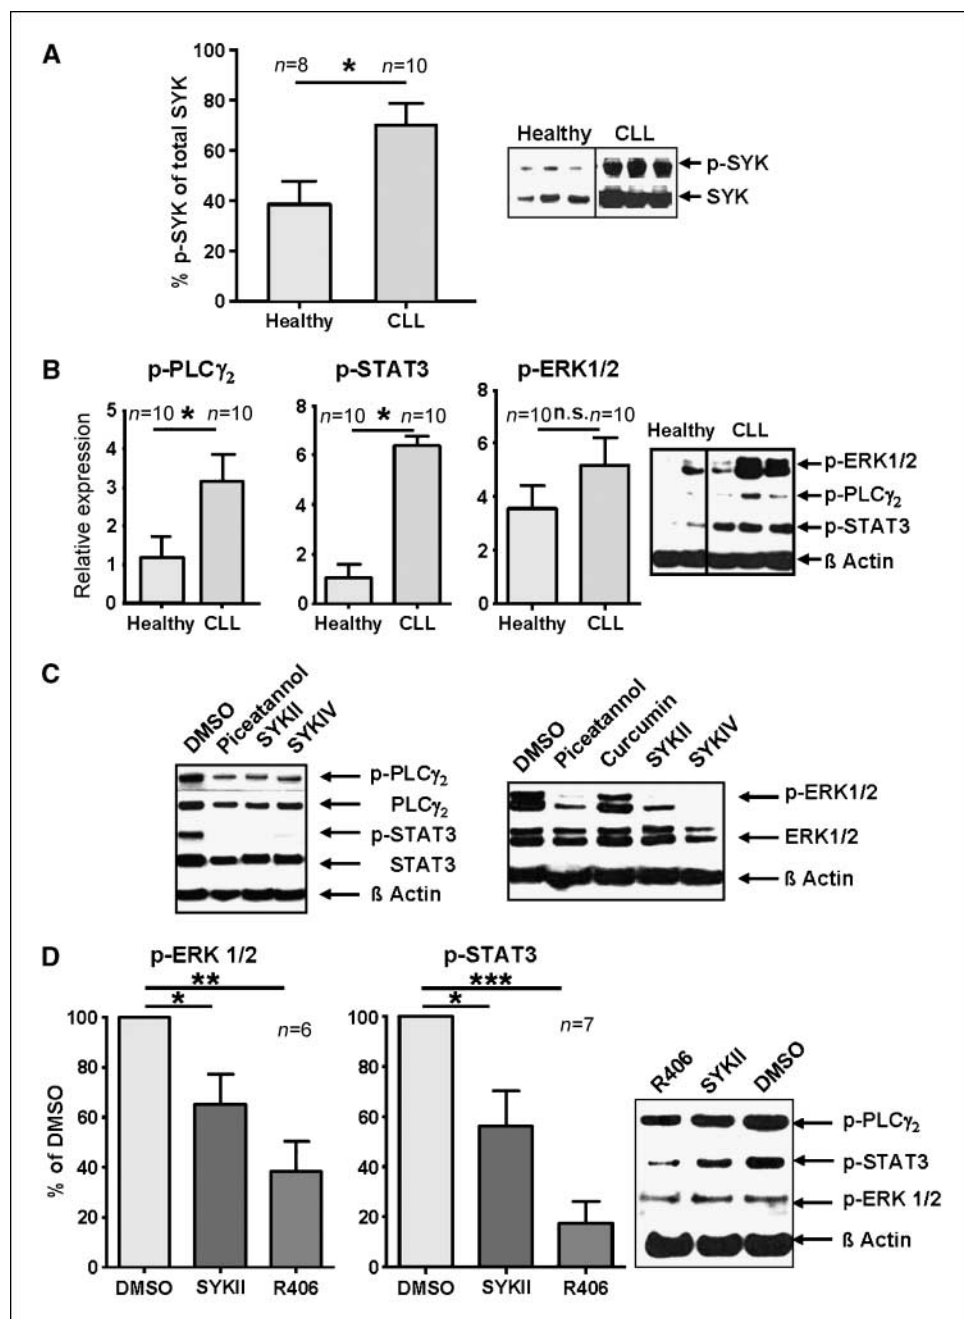 A
% p-SYK of total SYK
100
80
60
40
20
0
n=8 * n=10
Healthy CLL
Healthy CLL
p-SYK
SYK
B
Relative expression
p-PLCγ2
5
4
3
2
1
0
n=10 * n=10
Healthy CLL
p-STAT3
8
6
4
2
0
n=10 * n=10
Healthy CLL
p-ERK1/2
8
6
4
2
0
n=10 n.s. n=10
Healthy CLL
Healthy CLL
p-ERK1/2
p-PLCγ2
p-STAT3
ß Actin
C
DMSO Piceatannol SYKII SYKIV
p-PLCγ2
PLCγ2
p-STAT3
STAT3
ß Actin
DMSO Piceatannol Curcumin SYKII SYKIV
p-ERK1/2
ERK1/2
ß Actin
D
% of DMSO
p-ERK 1/2
**
*
n=6
100
80
60
40
20
0
DMSO SYKII R406
p-STAT3
***
*
n=7
100
80
60
40
20
0
DMSO SYKII R406
R406 SYKII DMSO
p-PLCγ2
p-STAT3
p-ERK 1/2
ß Actin